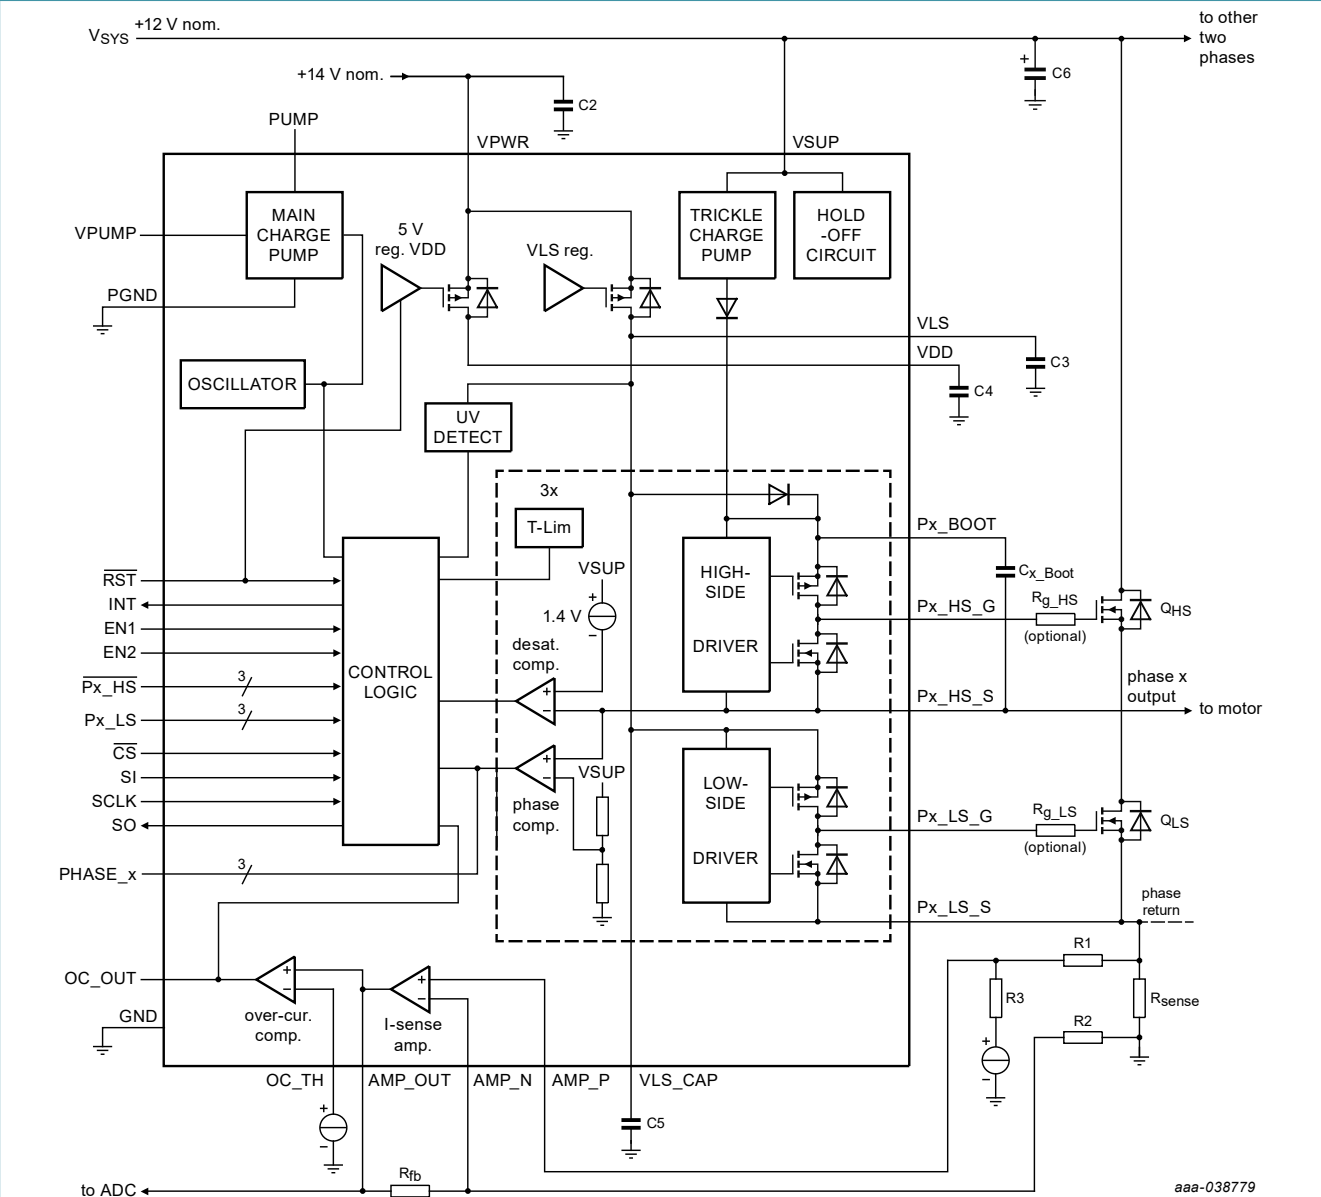 +12 V nom.
VSYS
to other
two
phases
+14 V nom.
+
C6
C2
PUMP
VPWR
VSUP
MAIN
CHARGE
PUMP
5 V
reg. VDD
VLS reg.
TRICKLE
CHARGE
PUMP
HOLD
-OFF
CIRCUIT
VPUMP
PGND
VLS
VDD
C3
C4
OSCILLATOR
UV
DETECT
3x
T-Lim
Px_BOOT
Cx_Boot
VSUP
+
1.4 V
−
HIGH-
SIDE
DRIVER
Px_HS_G
Rg_HS
(optional)
QHS
RST
INT
EN1
EN2
Px_HS
3
Px_LS
3
CS
SI
SCLK
SO
CONTROL
LOGIC
desat.
comp.
+
−
Px_HS_S
phase x
output
to motor
+
−
VSUP
phase
comp.
LOW-
SIDE
DRIVER
Px_LS_G
Rg_LS
(optional)
QLS
PHASE_x
3
Px_LS_S
phase
return
OC_OUT
+
−
over-cur.
comp.
+
−
I-sense
amp.
R1
R3
Rsense
R2
+
−
GND
OC_TH
AMP_OUT
AMP_N
AMP_P
VLS_CAP
+
−
C5
Rfb
to ADC
aaa-038779